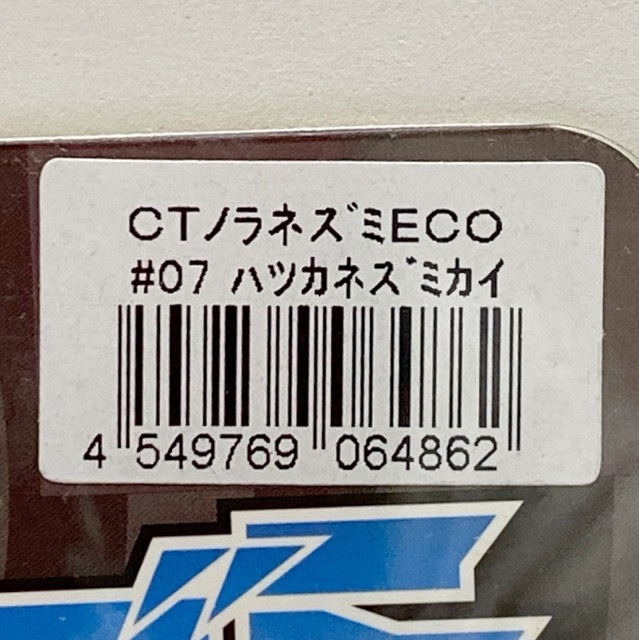 CTﾉﾗﾈｽﾞﾐECO
#07 ﾊﾂｶﾈｽﾞﾐｶｲ
4 549769 064862